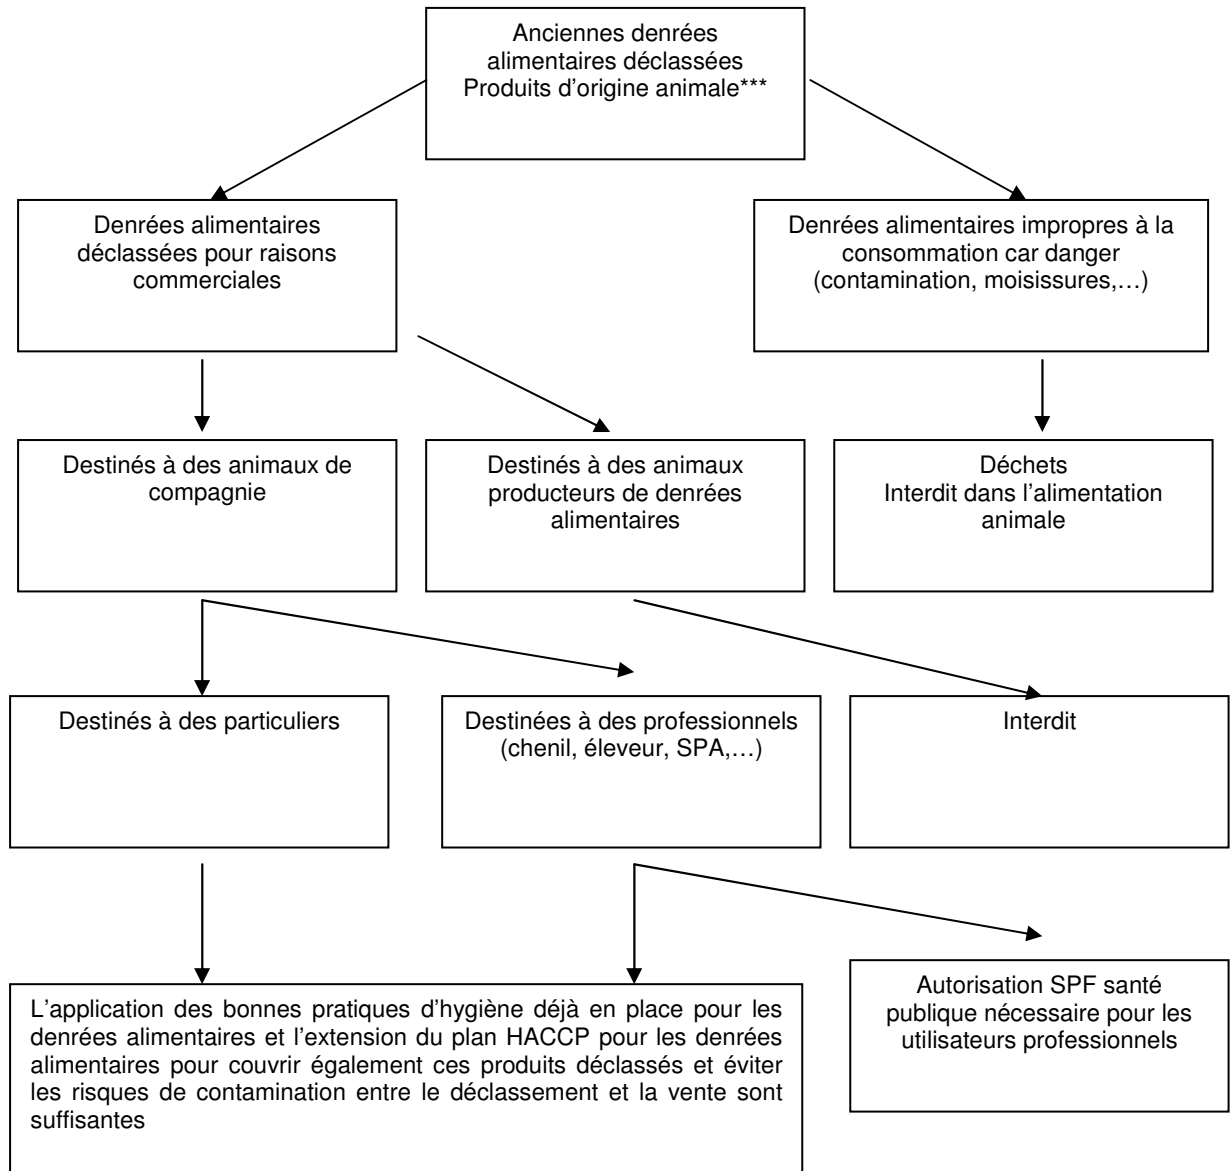 Anciennes denrées
alimentaires déclassées
Produits d'origine animale***
Denrées alimentaires
déclassées pour raisons
commerciales
Denrées alimentaires impropres à la
consommation car danger
(contamination, moisissures,…)
Destinés à des animaux de
compagnie
Destinés à des animaux
producteurs de denrées
alimentaires
Déchets
Interdit dans l'alimentation
animale
Destinés à des particuliers
Destinées à des professionnels
(chenil, éleveur, SPA,…)
Interdit
L'application des bonnes pratiques d'hygiène déjà en place pour les
denrées alimentaires et l'extension du plan HACCP pour les denrées
alimentaires pour couvrir également ces produits déclassés et éviter
les risques de contamination entre le déclassement et la vente sont
suffisantes
Autorisation SPF santé
publique nécessaire pour les
utilisateurs professionnels